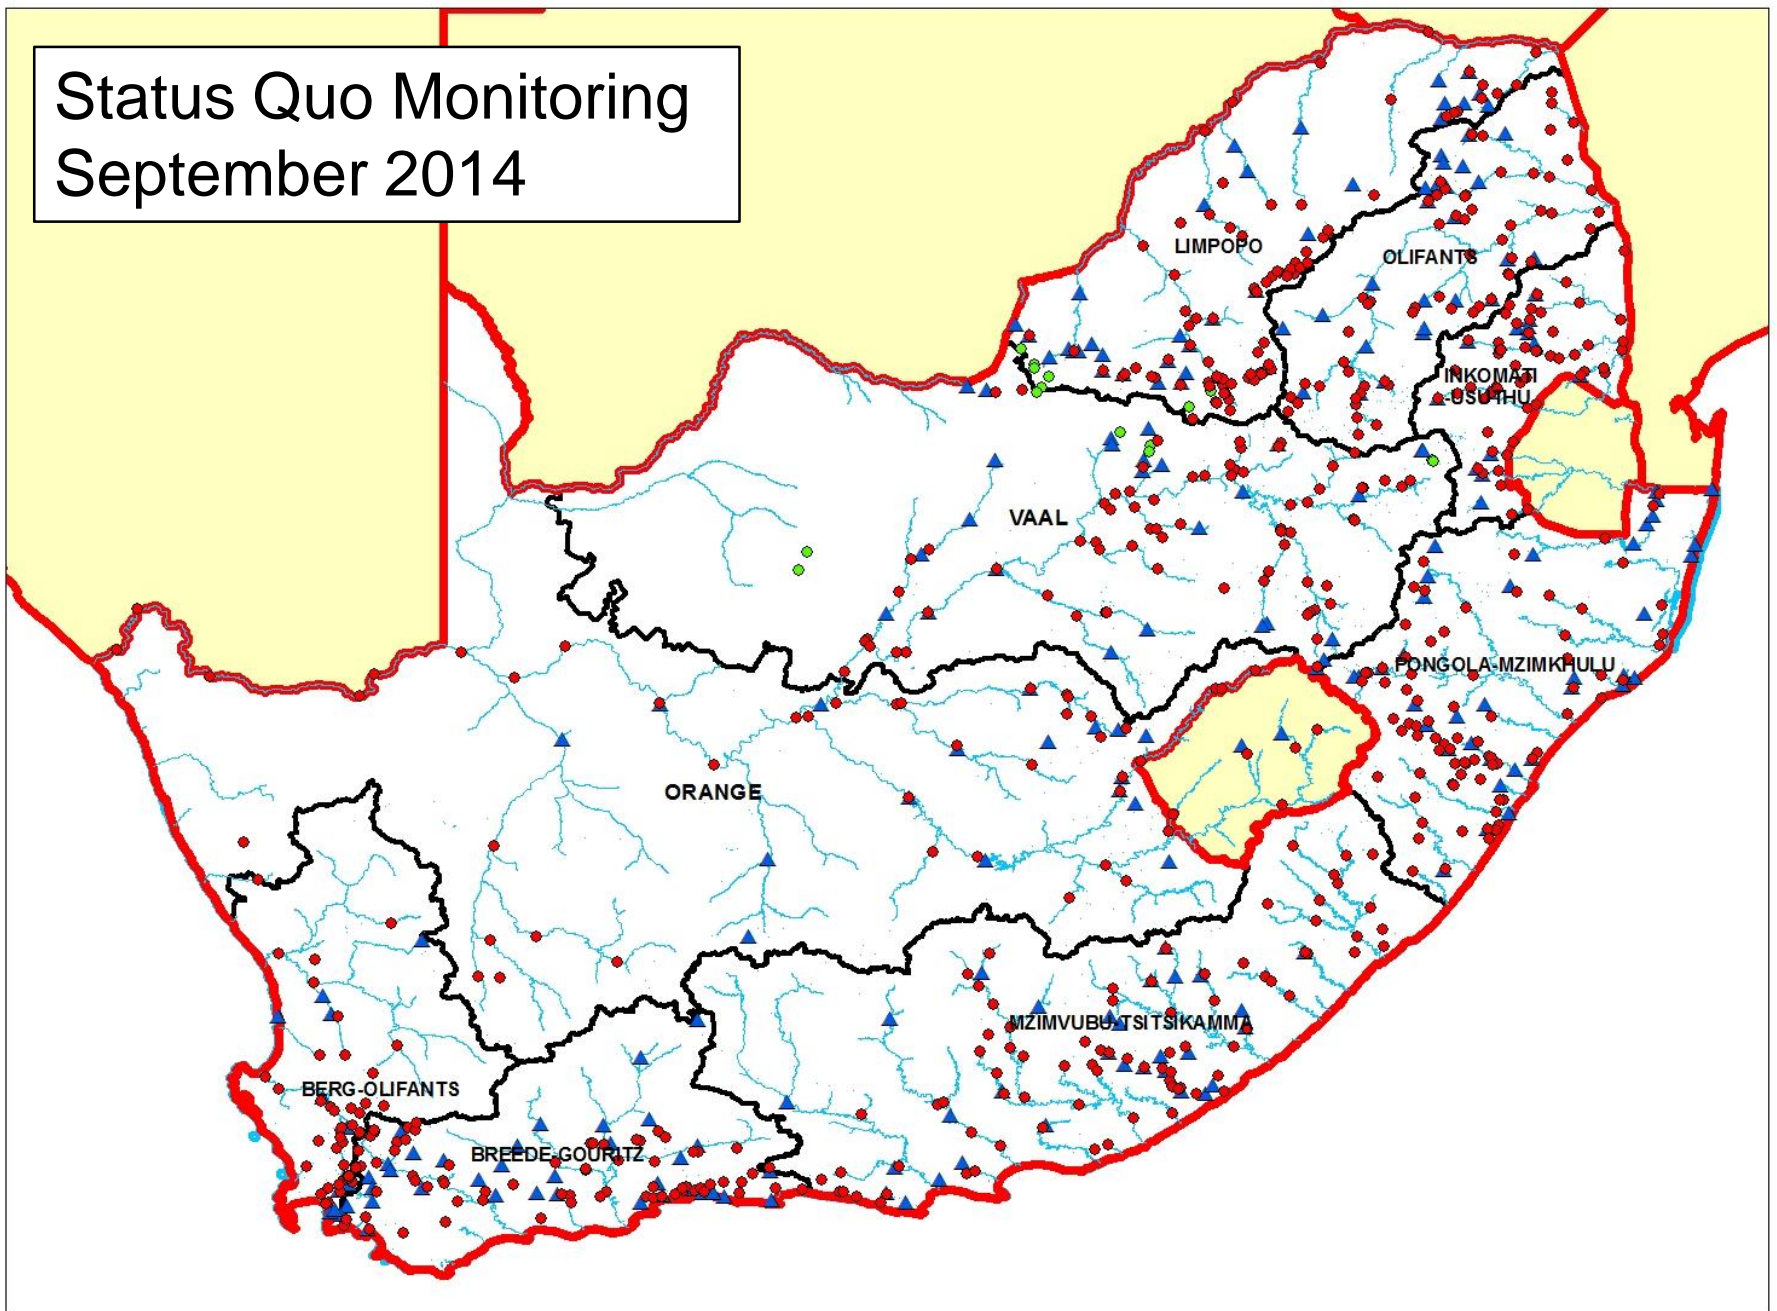 Status Quo Monitoring
September 2014
LIMPOPO
OLIFANTS
INKOMATI
-USUTHU
VAAL
PONGOLA-MZIMKHULU
ORANGE
MZIMVUBU-TSITSIKAMMA
BERG-OLIFANTS
BREEDE-GOURITZ